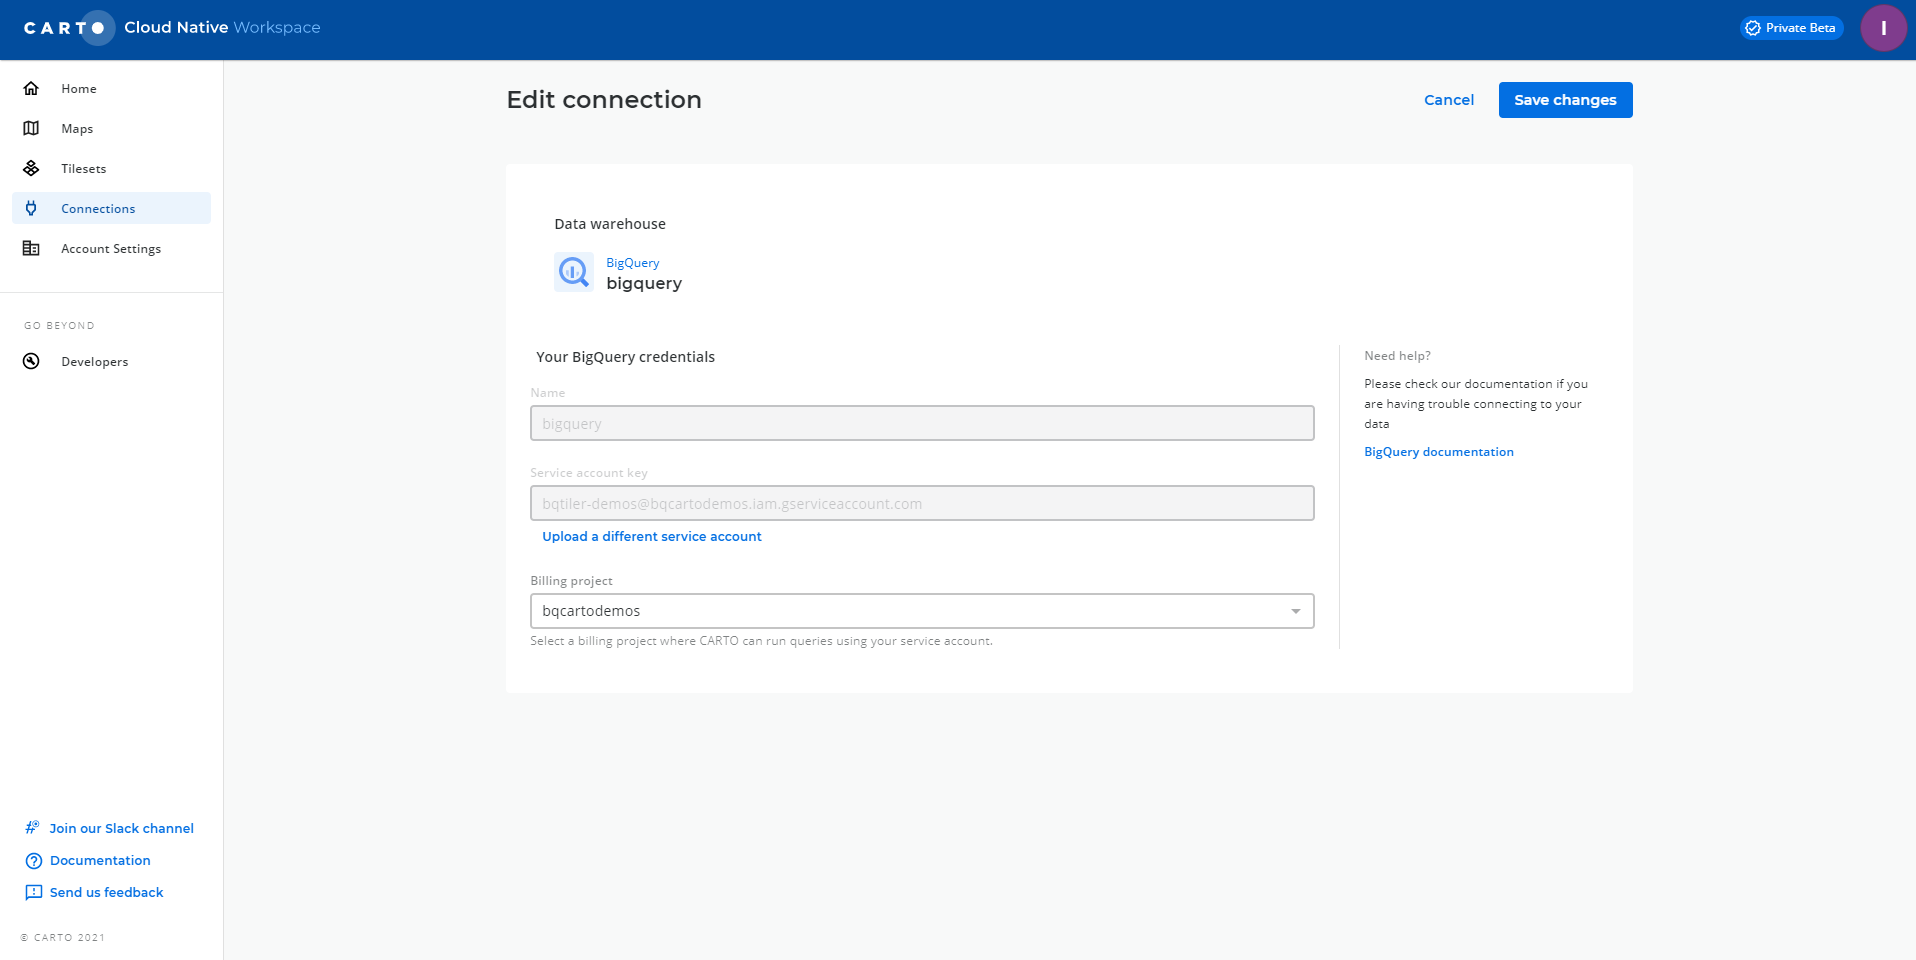 CARTO Cloud Native Workspace
Private Beta
I
Home
Maps
Tilesets
Connections
Account Settings
GO BEYOND
Developers
Join our Slack channel
Documentation
Send us feedback
© CARTO 2021
Edit connection
Cancel
Save changes
Data warehouse
BigQuery
bigquery
Your BigQuery credentials
Name
bigquery
Service account key
bqtiler-demos@bqcartodemos.iam.gserviceaccount.com
Upload a different service account
Billing project
bqcartodemos
Select a billing project where CARTO can run queries using your service account.
Need help?
Please check our documentation if you
are having trouble connecting to your
data
BigQuery documentation